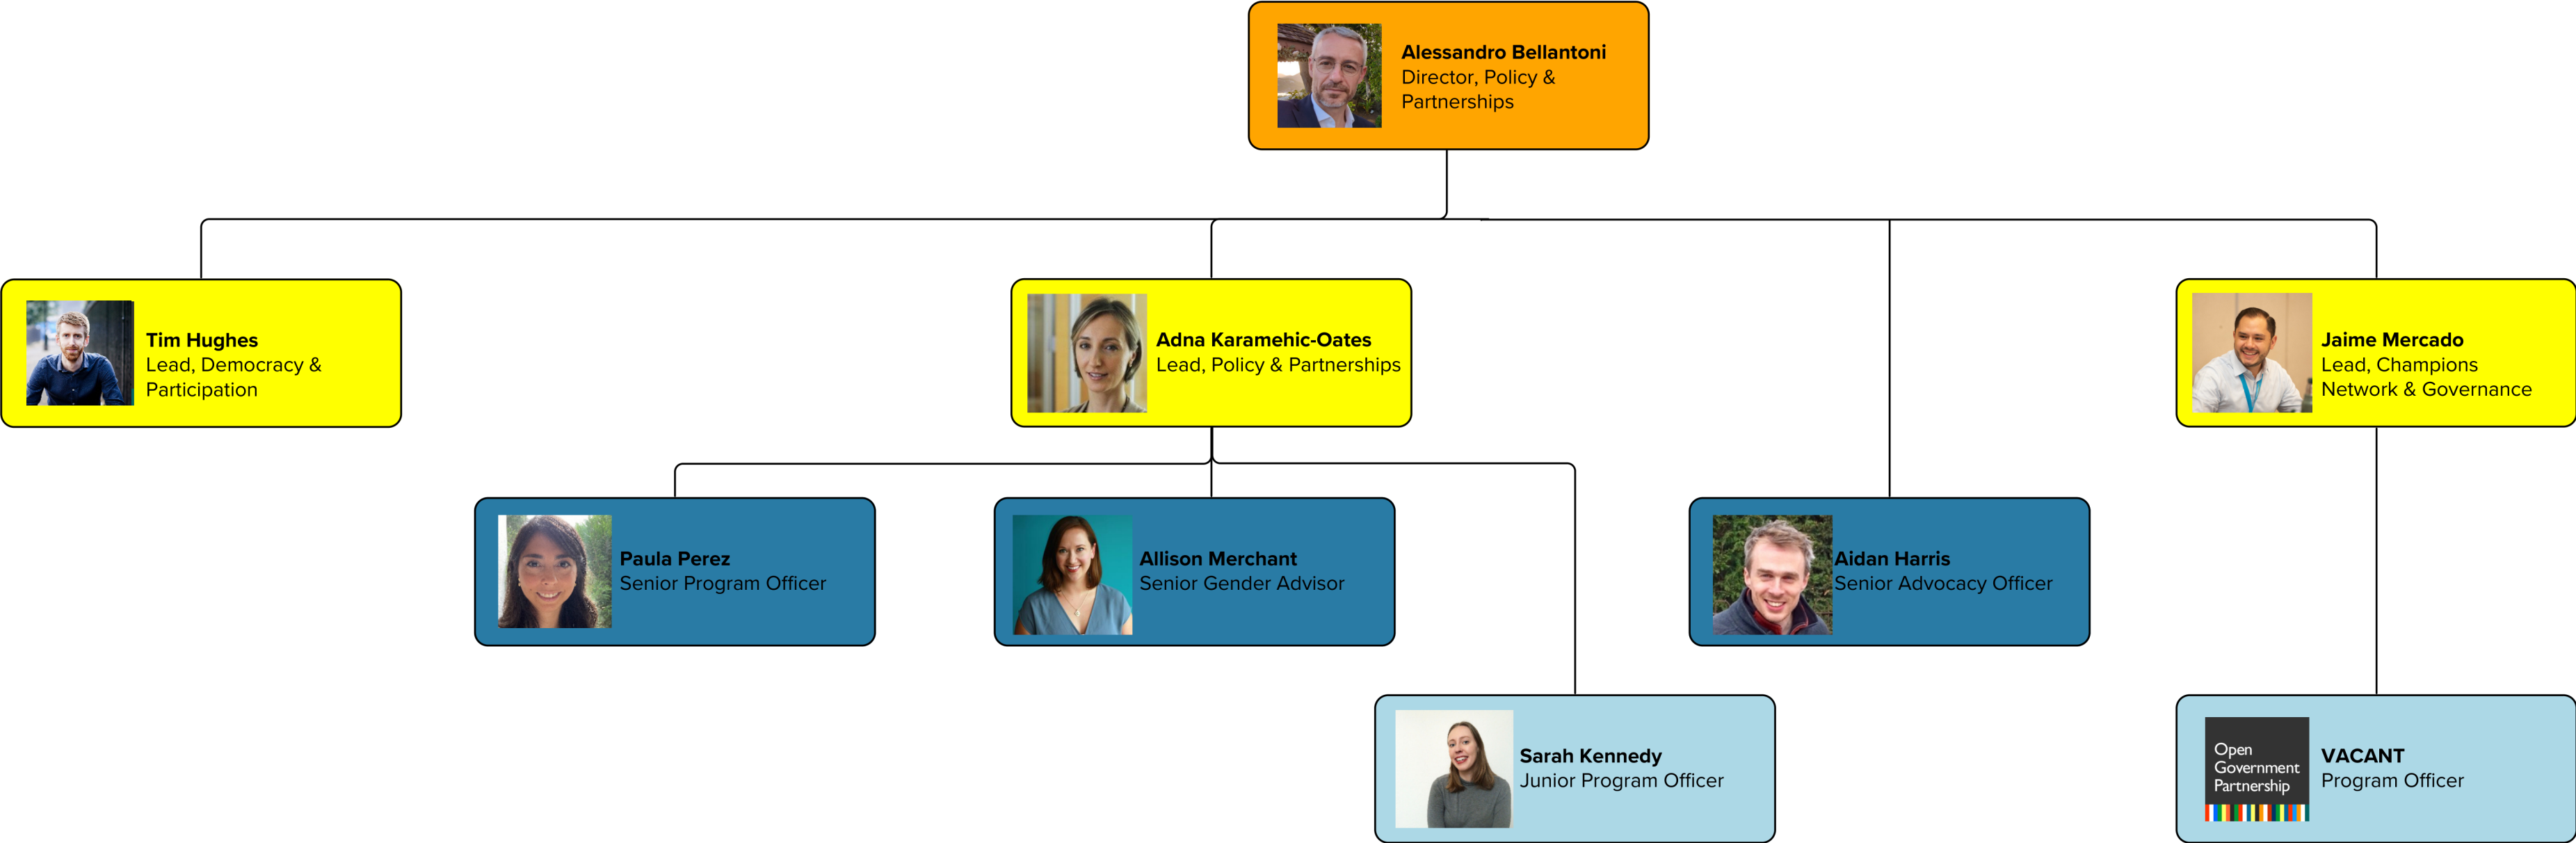 Alessandro Bellantoni
Director, Policy &
Partnerships
Tim Hughes
Lead, Democracy &
Participation
Adna Karamehic-Oates
Lead, Policy & Partnerships
Jaime Mercado
Lead, Champions
Network & Governance
Paula Perez
Senior Program Officer
Allison Merchant
Senior Gender Advisor
Aidan Harris
Senior Advocacy Officer
Sarah Kennedy
Junior Program Officer
Open
Government
Partnership
VACANT
Program Officer